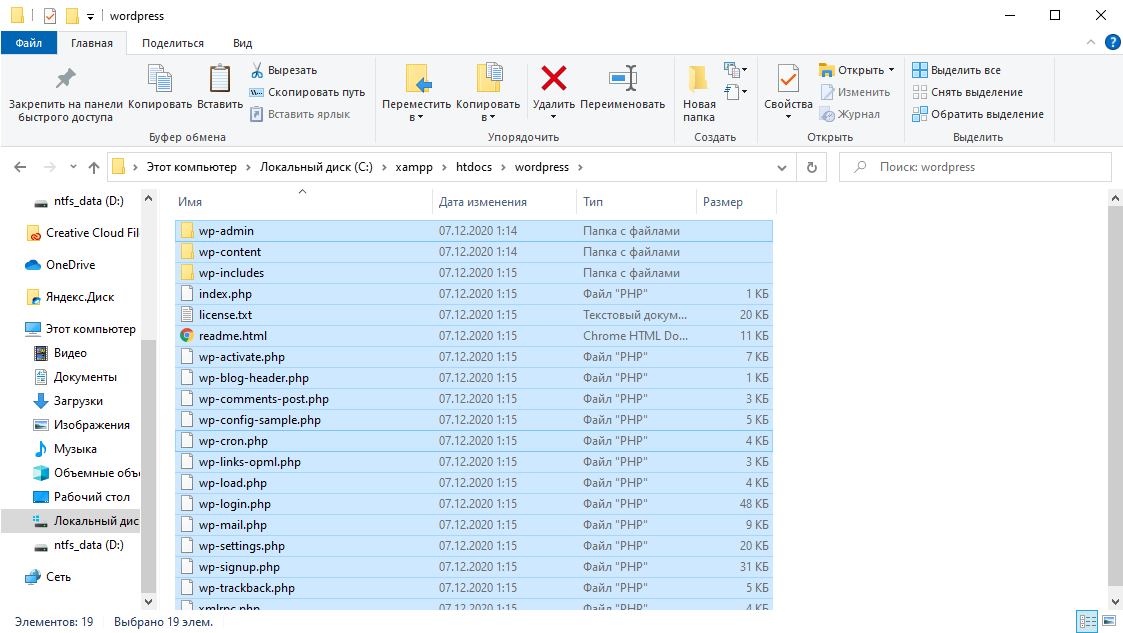 wordpress
Файл Главная Поделиться Вид
Закрепить на панели быстрого доступа
Копировать
Вставить
Вырезать
Скопировать путь
Вставить ярлык
Буфер обмена
Переместить в
Копировать в
Удалить
Переименовать
Упорядочить
Новая папка
Создать
Свойства
Открыть
Изменить
Журнал
Открыть
Выделить все
Снять выделение
Обратить выделение
Выделить
Этот компьютер › Локальный диск (C:) › xampp › htdocs › wordpress ›
Поиск: wordpress
ntfs_data (D:)
Creative Cloud Fil
OneDrive
Яндекс.Диск
Этот компьютер
Видео
Документы
Загрузки
Изображения
Музыка
Объемные объе
Рабочий стол
Локальный дис
ntfs_data (D:)
Сеть
Имя Дата изменения Тип Размер
wp-admin 07.12.2020 1:14 Папка с файлами
wp-content 07.12.2020 1:14 Папка с файлами
wp-includes 07.12.2020 1:15 Папка с файлами
index.php 07.12.2020 1:15 Файл "PHP" 1 КБ
license.txt 07.12.2020 1:15 Текстовый докум... 20 КБ
readme.html 07.12.2020 1:15 Chrome HTML Do... 11 КБ
wp-activate.php 07.12.2020 1:15 Файл "PHP" 7 КБ
wp-blog-header.php 07.12.2020 1:15 Файл "PHP" 1 КБ
wp-comments-post.php 07.12.2020 1:15 Файл "PHP" 3 КБ
wp-config-sample.php 07.12.2020 1:15 Файл "PHP" 5 КБ
wp-cron.php 07.12.2020 1:15 Файл "PHP" 4 КБ
wp-links-opml.php 07.12.2020 1:15 Файл "PHP" 3 КБ
wp-load.php 07.12.2020 1:15 Файл "PHP" 4 КБ
wp-login.php 07.12.2020 1:15 Файл "PHP" 48 КБ
wp-mail.php 07.12.2020 1:15 Файл "PHP" 9 КБ
wp-settings.php 07.12.2020 1:15 Файл "PHP" 20 КБ
wp-signup.php 07.12.2020 1:15 Файл "PHP" 31 КБ
wp-trackback.php 07.12.2020 1:15 Файл "PHP" 5 КБ
xmlrpc.php 07.12.2020 1:15 Файл "PHP" 4 КБ
Элементов: 19 Выбрано 19 элем.